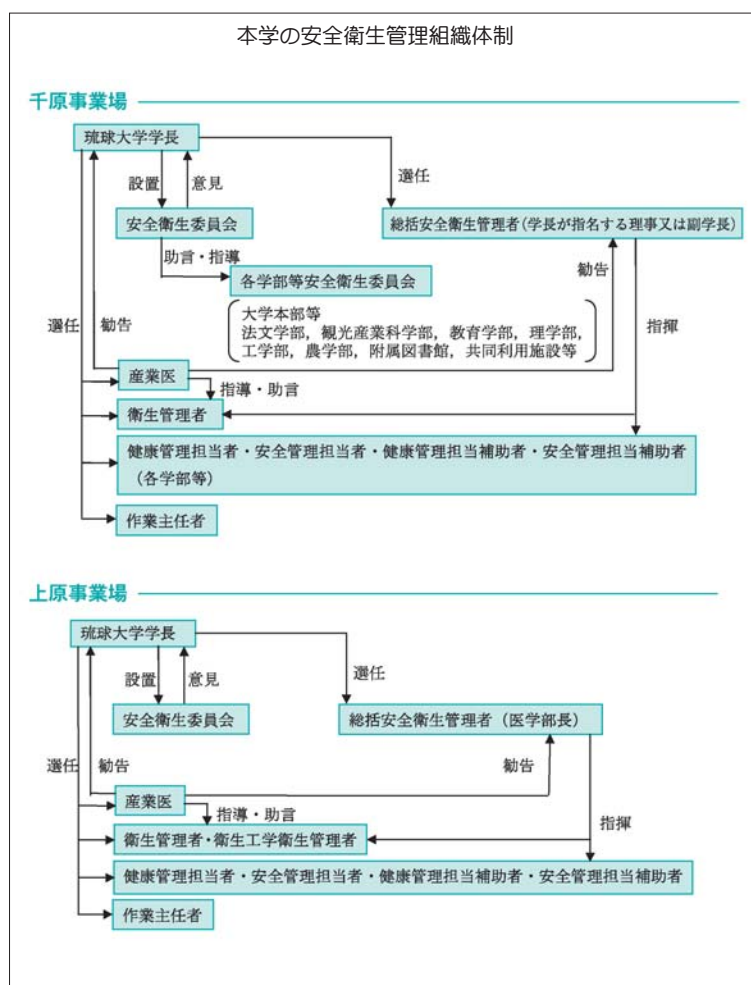 本学の安全衛生管理組織体制
千原事業場
琉球大学学長
設置
意見
選任
安全衛生委員会
総括安全衛生管理者(学長が指名する理事又は副学長)
助言・指導
勧告
各学部等安全衛生委員会
大学本部等
法文学部, 観光産業科学部, 教育学部, 理学部,
工学部, 農学部, 附属図書館, 共同利用施設等
選任
勧告
指揮
産業医
指導・助言
衛生管理者
健康管理担当者・安全管理担当者・健康管理担当補助者・安全管理担当補助者
(各学部等)
作業主任者
上原事業場
琉球大学学長
設置
意見
選任
安全衛生委員会
総括安全衛生管理者(医学部長)
選任
勧告
勧告
産業医
指導・助言
指揮
衛生管理者・衛生工学衛生管理者
健康管理担当者・安全管理担当者・健康管理担当補助者・安全管理担当補助者
作業主任者